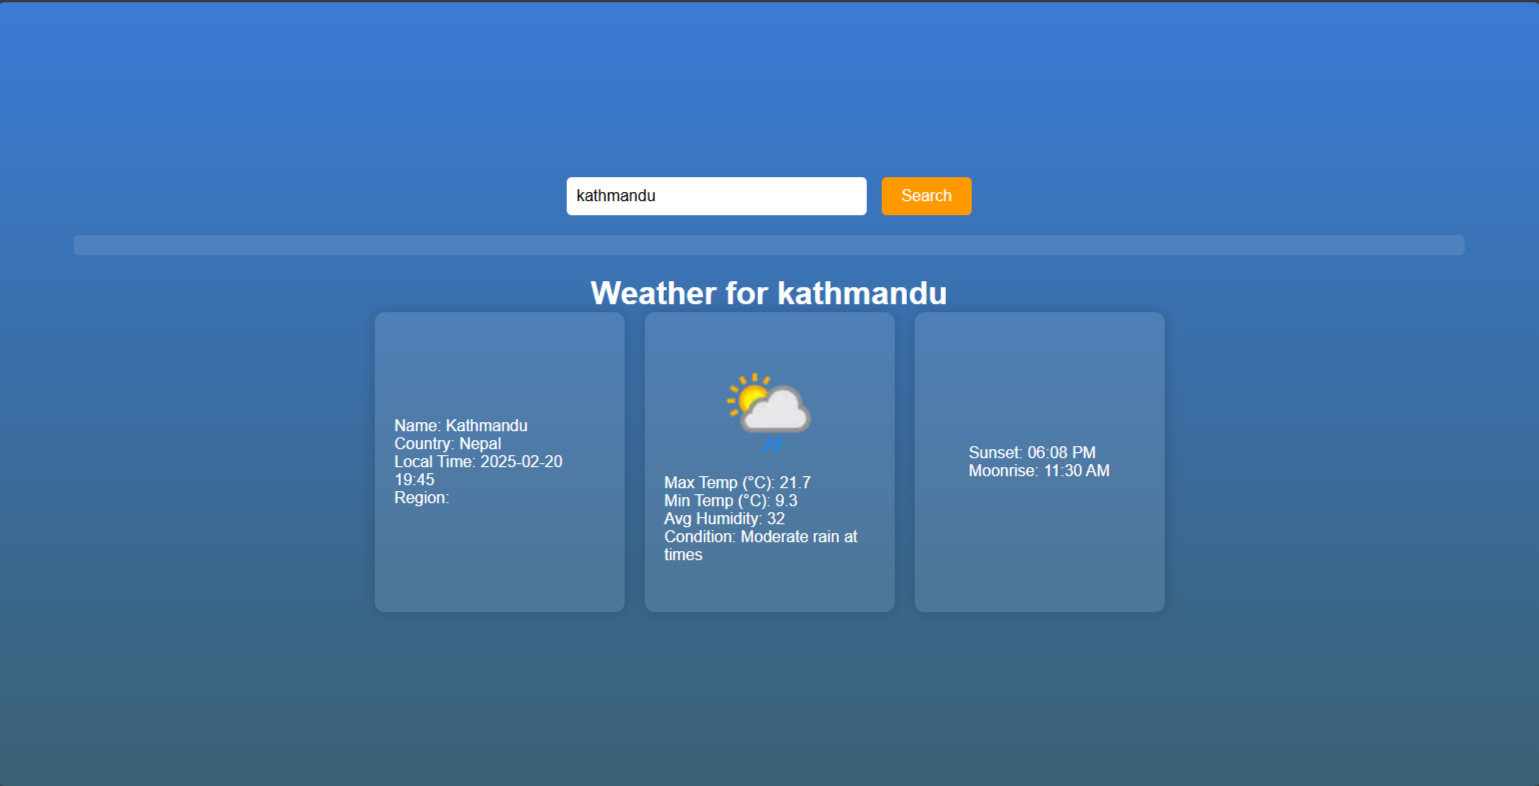 kathmandu
Search
Weather for kathmandu
Name: Kathmandu
Country: Nepal
Local Time: 2025-02-20
19:45
Region:
Max Temp (°C): 21.7
Min Temp (°C): 9.3
Avg Humidity: 32
Condition: Moderate rain at
times
Sunset: 06:08 PM
Moonrise: 11:30 AM